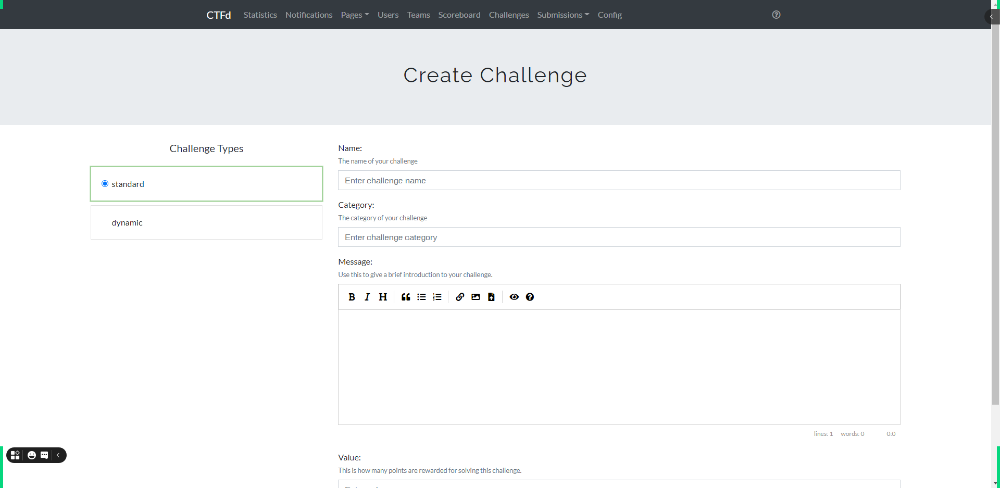 CTFd Statistics Notifications Pages Users Teams Scoreboard Challenges Submissions Config
Create Challenge
Challenge Types
standard
dynamic
Name:
The name of your challenge
Enter challenge name
Category:
The category of your challenge
Enter challenge category
Message:
Use this to give a brief introduction to your challenge.
B I H
lines: 1 words: 0 0:0
Value:
This is how many points are rewarded for solving this challenge.